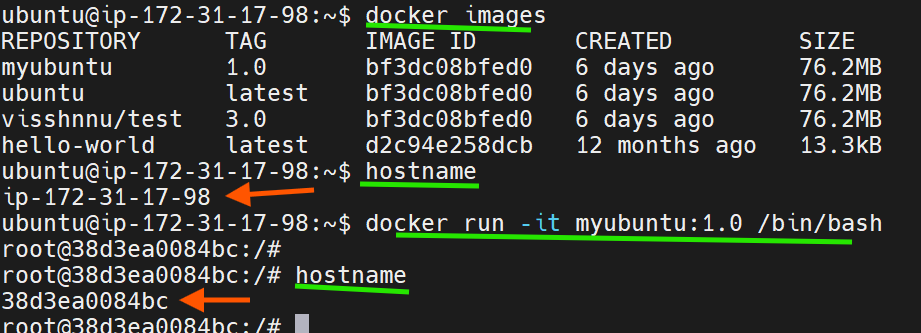 ubuntu@ip-172-31-17-98:~$ docker images
REPOSITORY TAG IMAGE ID CREATED SIZE
myubuntu 1.0 bf3dc08bfed0 6 days ago 76.2MB
ubuntu latest bf3dc08bfed0 6 days ago 76.2MB
visshnnu/test 3.0 bf3dc08bfed0 6 days ago 76.2MB
hello-world latest d2c94e258dcb 12 months ago 13.3kB
ubuntu@ip-172-31-17-98:~$ hostname
ip-172-31-17-98
ubuntu@ip-172-31-17-98:~$ docker run -it myubuntu:1.0 /bin/bash
root@38d3ea0084bc:/#
root@38d3ea0084bc:/# hostname
38d3ea0084bc
root@38d3ea0084bc:/#